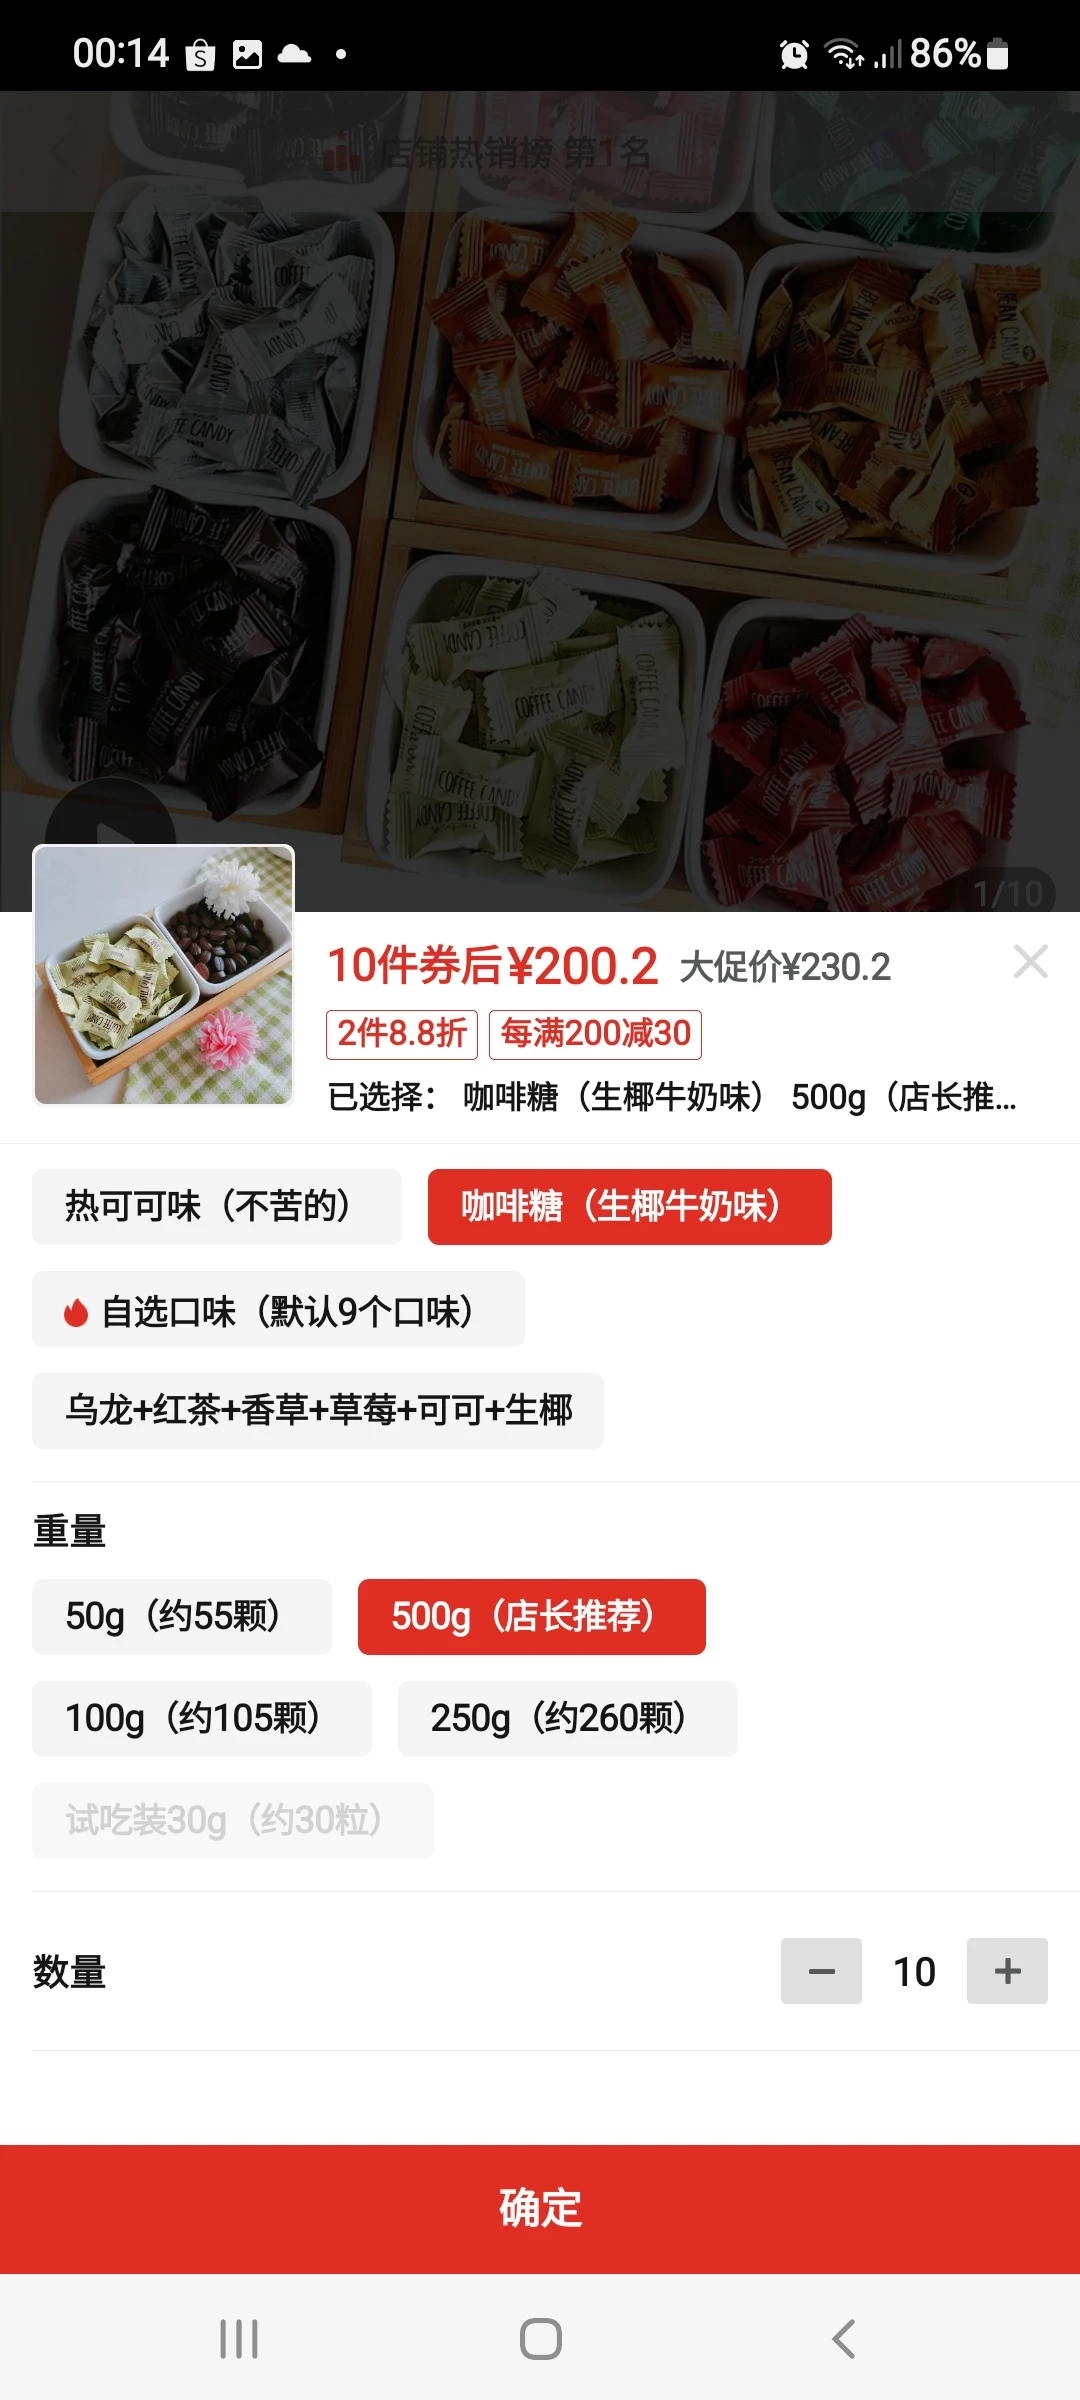 00:14
86%
店铺热销榜 第1名
1/10
10件券后¥200.2 大促价¥230.2
2件8.8折 每满200减30
已选择： 咖啡糖（生椰牛奶味） 500g（店长推...
热可可味（不苦的） 咖啡糖（生椰牛奶味）
自选口味（默认9个口味）
乌龙+红茶+香草+草莓+可可+生椰
重量
50g（约55颗） 500g（店长推荐）
100g（约105颗） 250g（约260颗）
试吃装30g（约30粒）
数量
10
确定